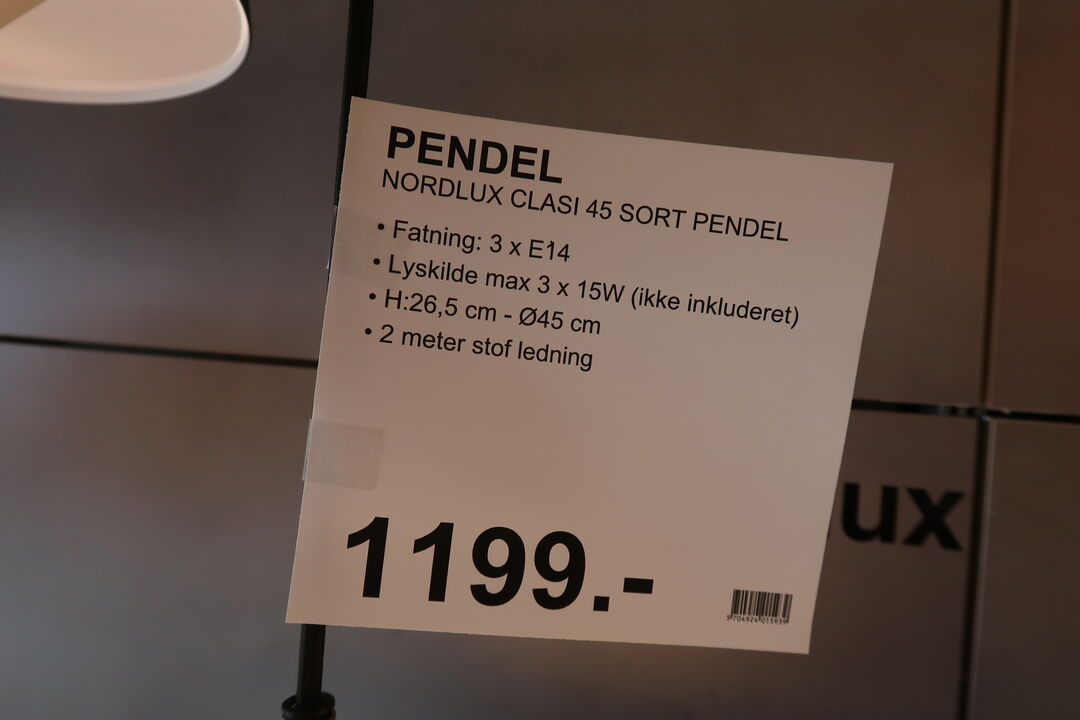 PENDEL
NORDLUX CLASI 45 SORT PENDEL
• Fatning: 3 x E14
• Lyskilde max 3 x 15W (ikke inkluderet)
• H:26,5 cm - Ø45 cm
• 2 meter stof ledning
1199.-
5704924015939
ux